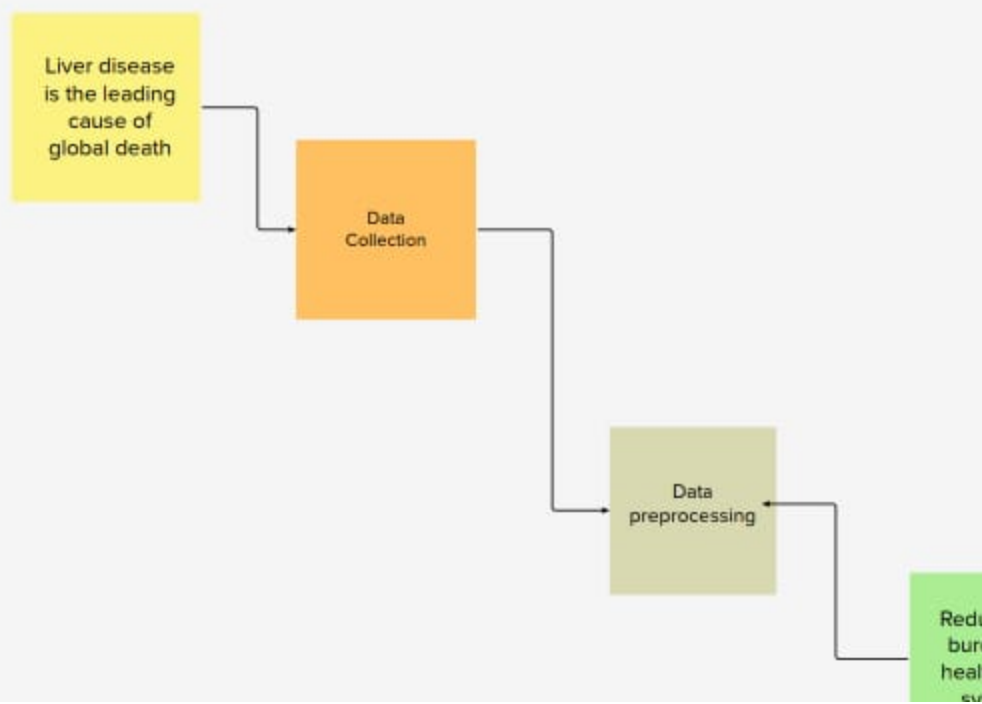 Liver disease
is the leading
cause of
global death
Data
Collection
Data
preprocessing